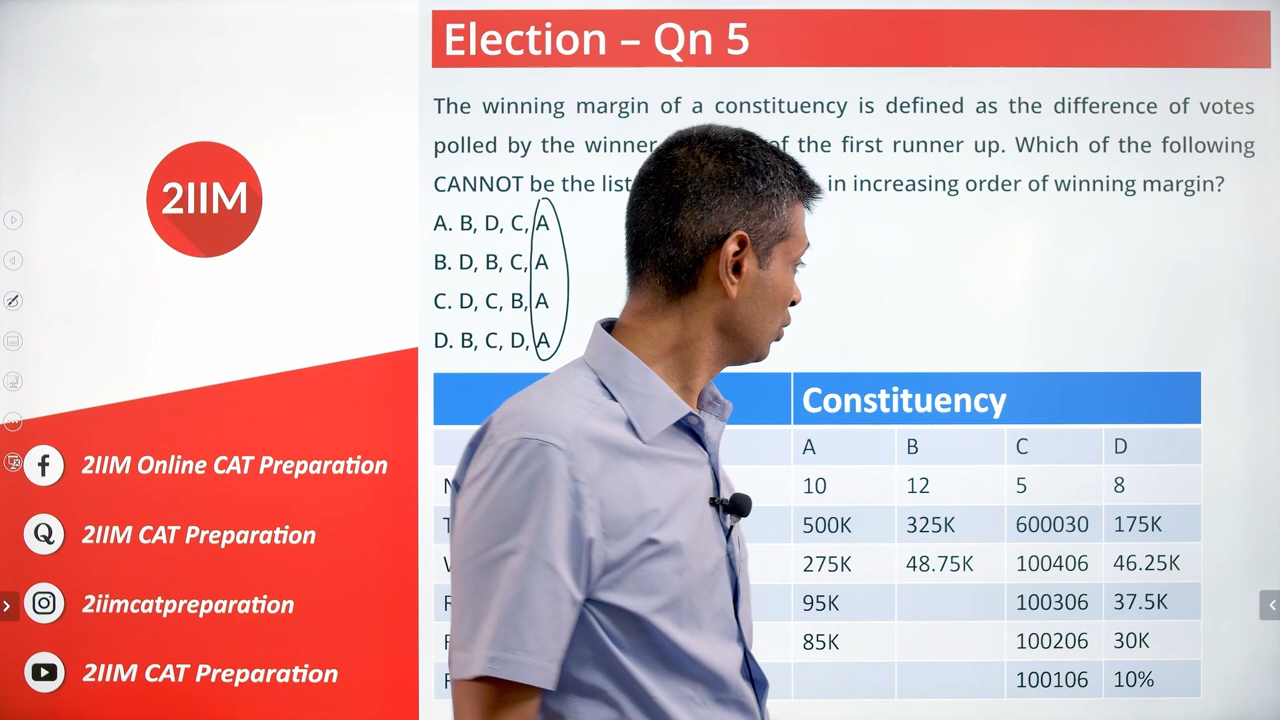 Election – Qn 5
The winning margin of a constituency is defined as the difference of votes
polled by the winner of the first runner up. Which of the following
CANNOT be the list in increasing order of winning margin?
A. B, D, C, A
B. D, B, C, A
C. D, C, B, A
D. B, C, D, A
2IIM
Constituency
A B C D
10 12 5 8
500K 325K 600030 175K
275K 48.75K 100406 46.25K
95K 100306 37.5K
85K 100206 30K
100106 10%
2IIM Online CAT Preparation
2IIM CAT Preparation
2iimcatpreparation
2IIM CAT Preparation